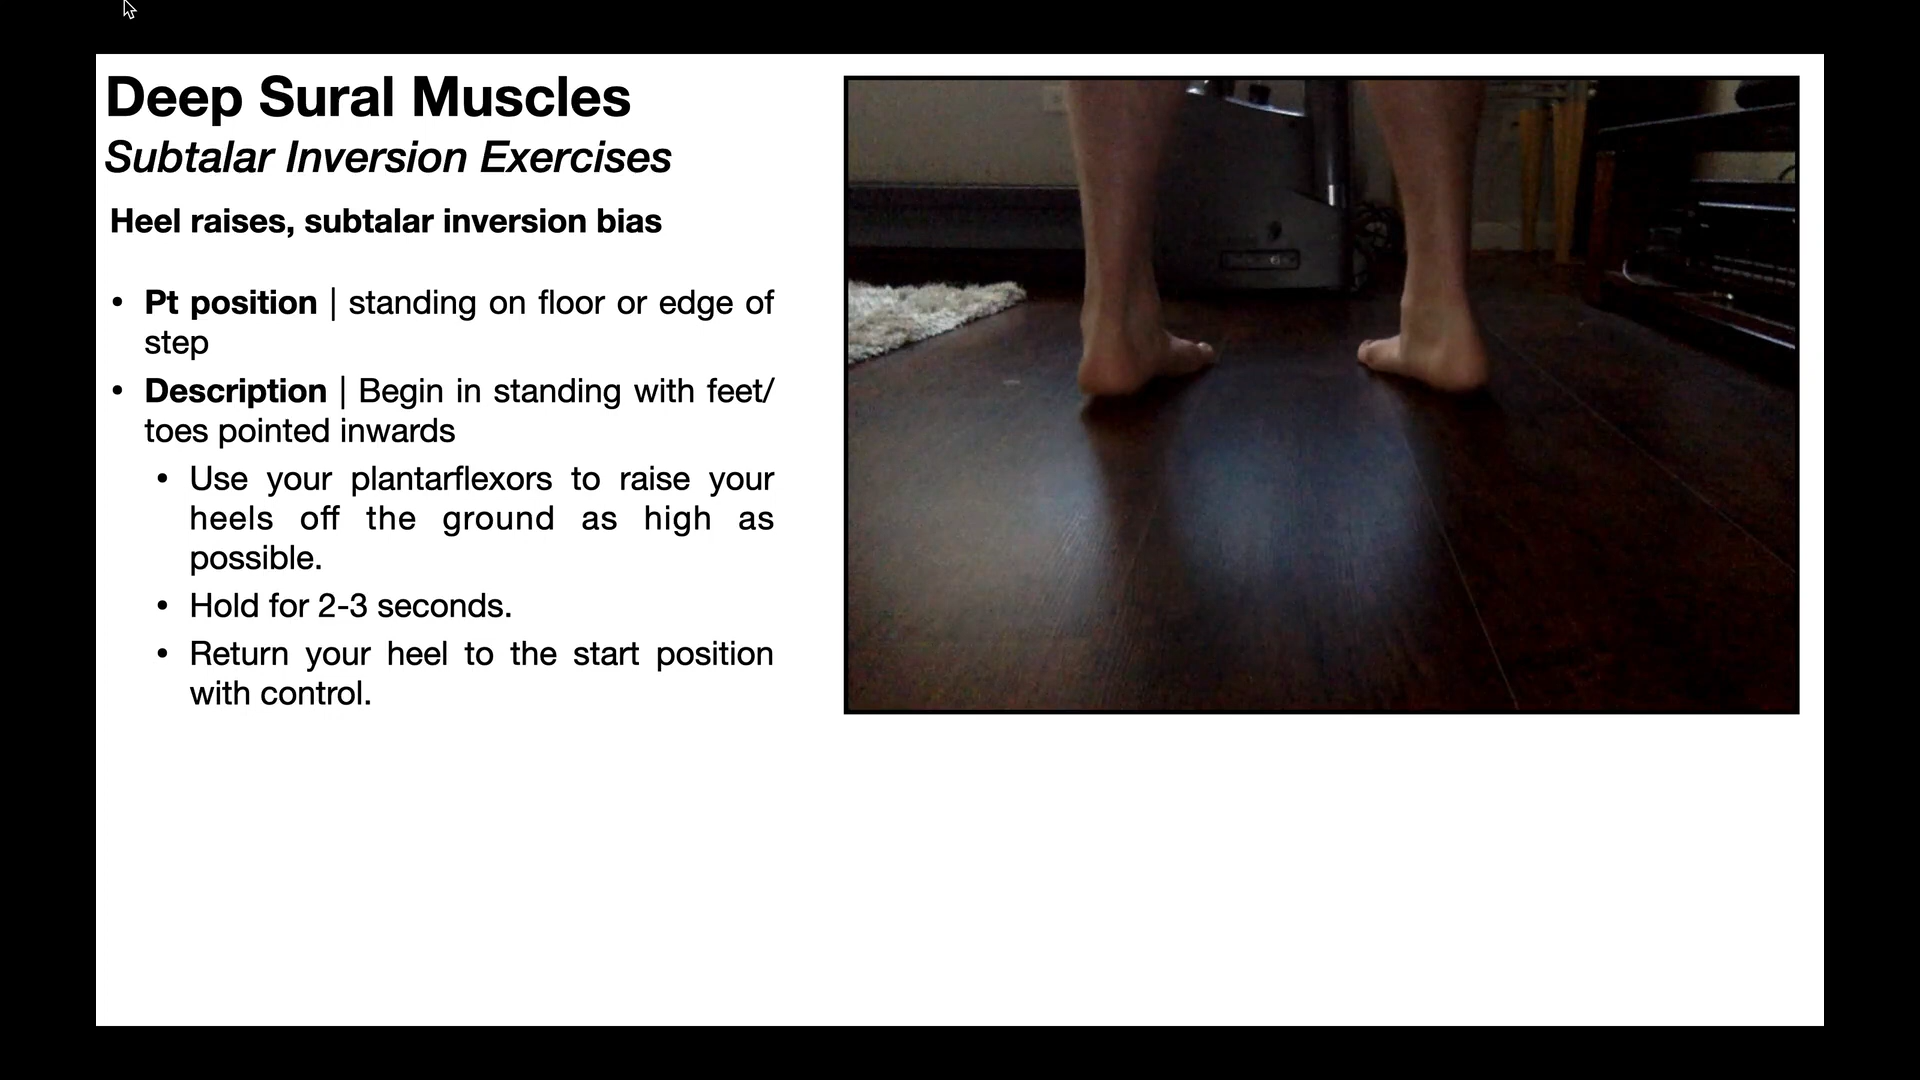 Deep Sural Muscles
Subtalar Inversion Exercises
Heel raises, subtalar inversion bias
• Pt position | standing on floor or edge of
step
• Description | Begin in standing with feet/
toes pointed inwards
• Use your plantarflexors to raise your
heels off the ground as high as
possible.
• Hold for 2-3 seconds.
• Return your heel to the start position
with control.